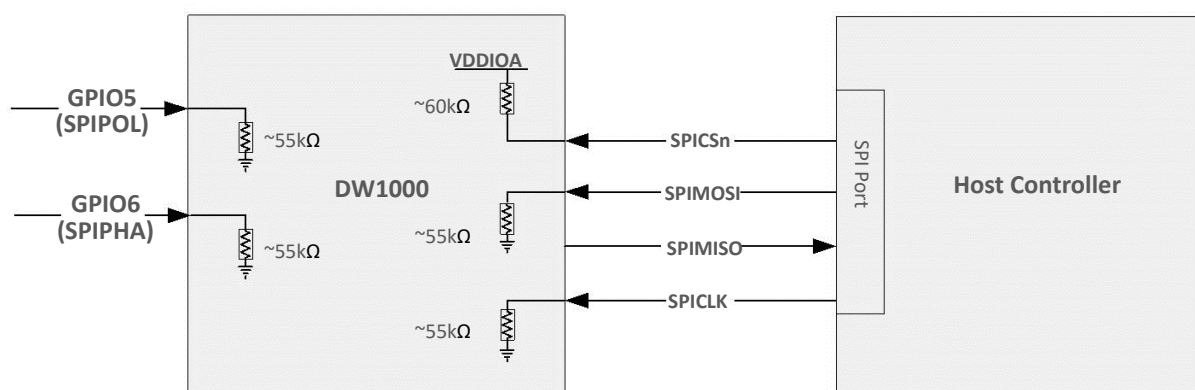 GPIO5
(SPIPOL)
~55kΩ
GPIO6
(SPIPHA)
~55kΩ
DW1000
VDDIOA
~60kΩ
~55kΩ
~55kΩ
SPICSn
SPIMOSI
SPIMISO
SPICLK
SPI Port
Host Controller